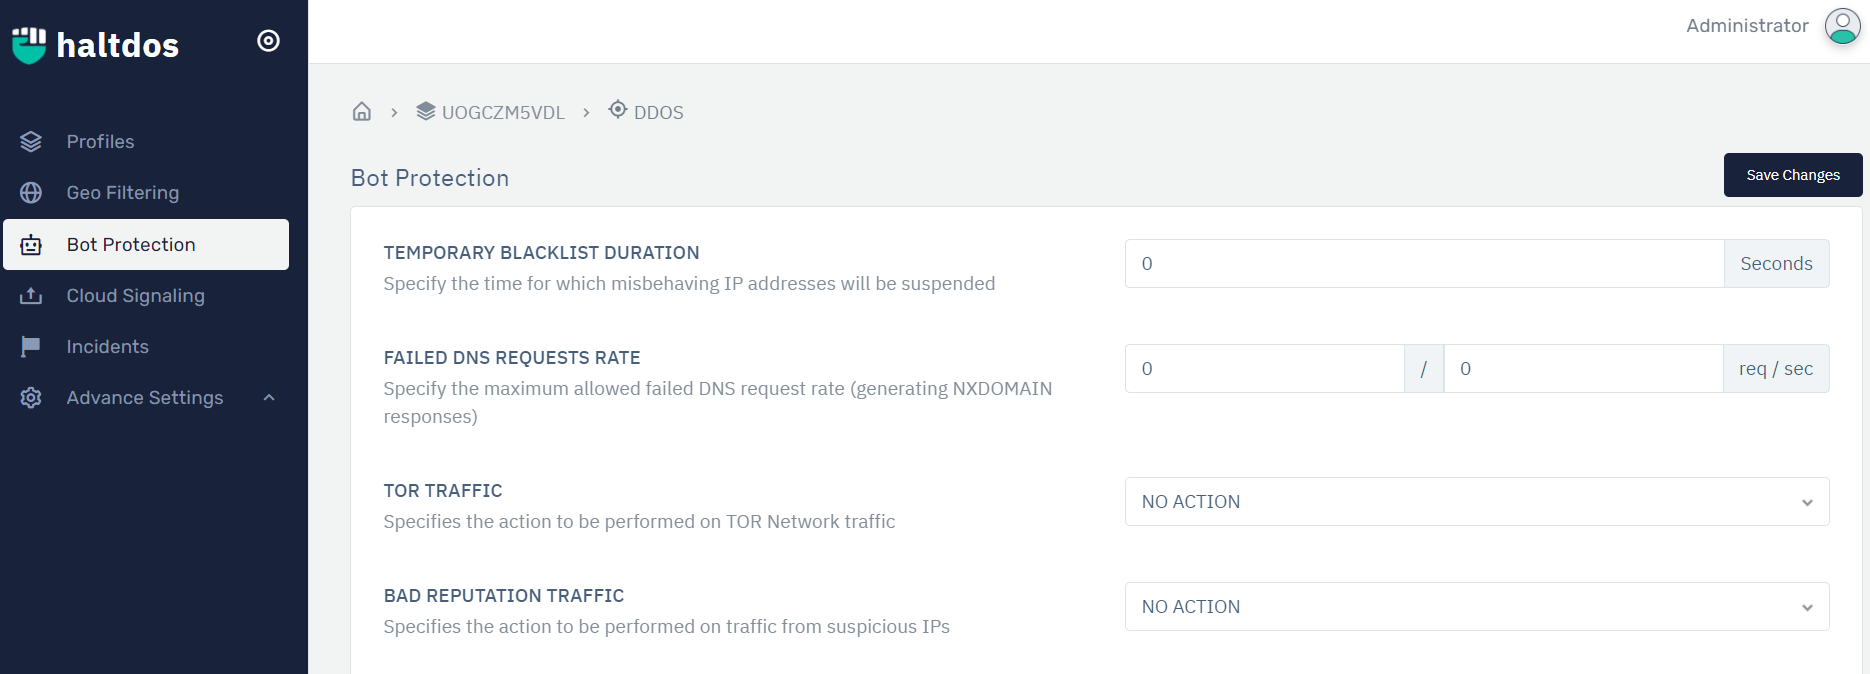 haltdos
Administrator
Profiles
Geo Filtering
Bot Protection
Cloud Signaling
Incidents
Advance Settings
UOGCZM5VDL
DDOS
Bot Protection
Save Changes
TEMPORARY BLACKLIST DURATION
Specify the time for which misbehaving IP addresses will be suspended
0 Seconds
FAILED DNS REQUESTS RATE
Specify the maximum allowed failed DNS request rate (generating NXDOMAIN
responses)
0 / 0 req / sec
TOR TRAFFIC
Specifies the action to be performed on TOR Network traffic
NO ACTION
BAD REPUTATION TRAFFIC
Specifies the action to be performed on traffic from suspicious IPs
NO ACTION